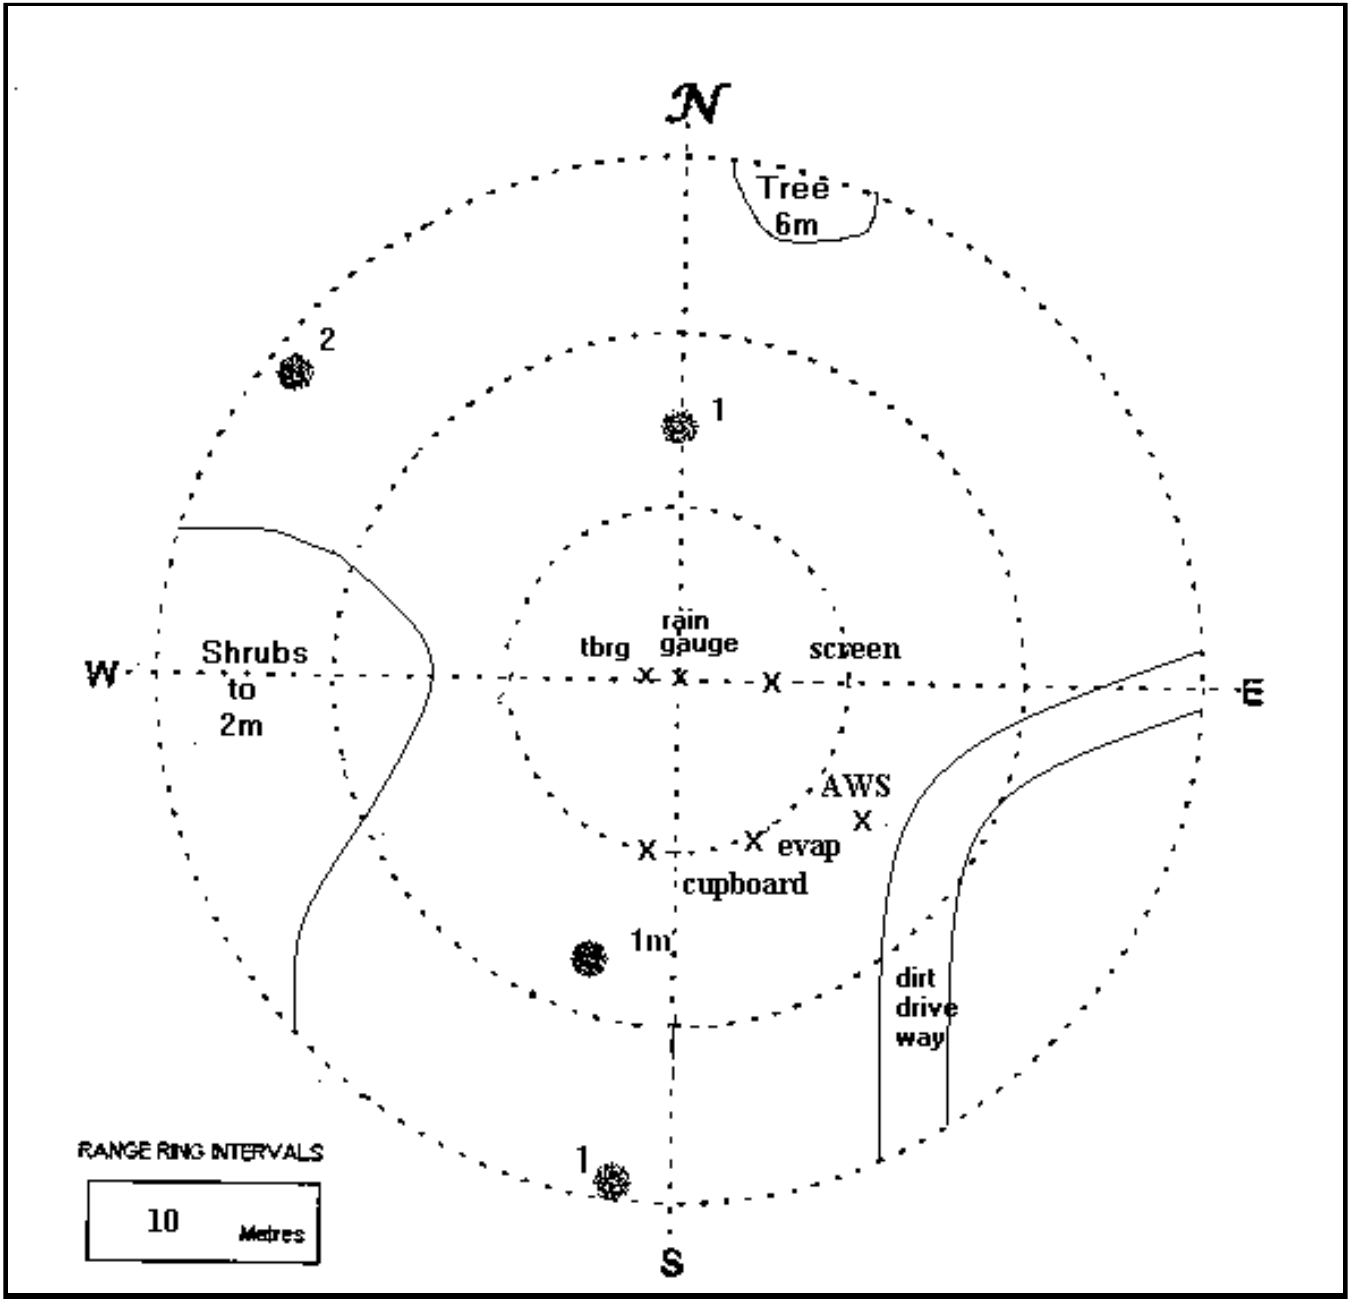 N
Tree
6m
2
1
rain
tbrg gauge screen
W
Shrubs
to
2m
E
AWS
X X X
X
X X
evap
cupboard
1m
dirt
drive
way
1
RANGE RING INTERVALS
10 Metres
S